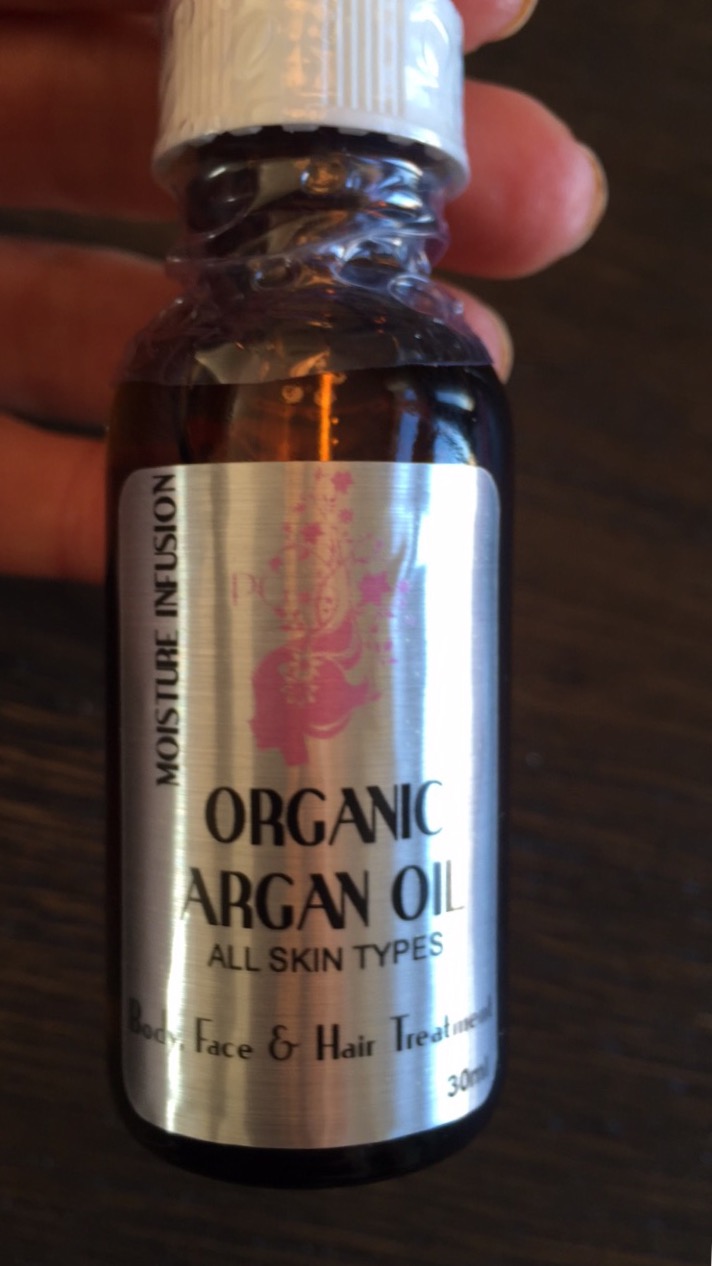 MOISTURE INFUSION
ORGANIC
ARGAN OIL
ALL SKIN TYPES
Body, Face & Hair Treatment
30ml